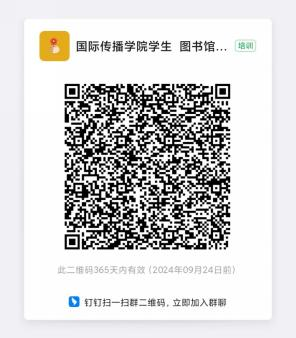 国际传播学院学生 图书馆... 培训
此二维码365天内有效 (2024年09月24日前)
钉钉扫一扫群二维码，立即加入群聊